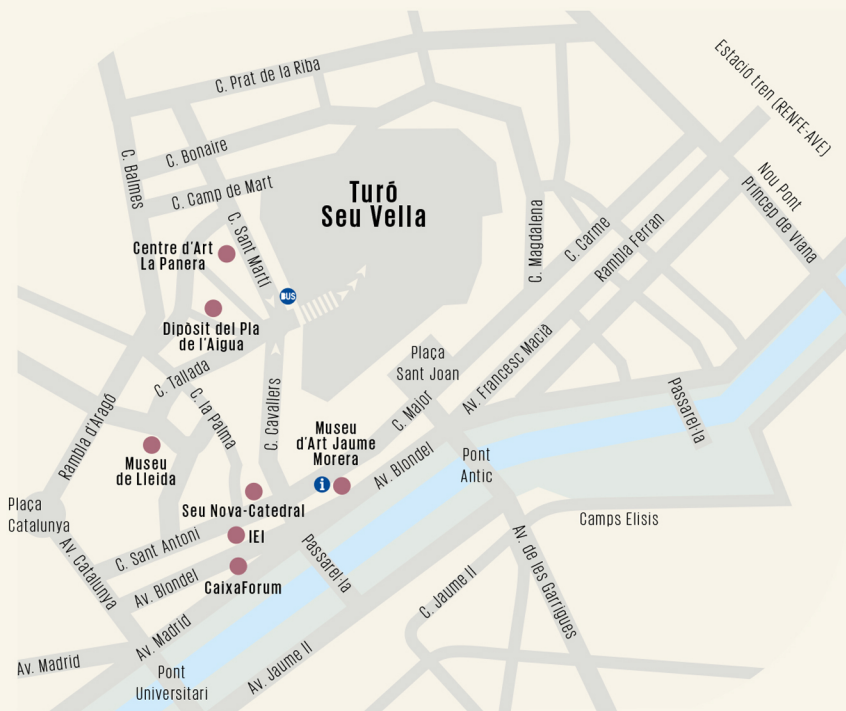 C. Prat de la Riba
Estació tren (RENFE-AVE)
C. Balmes
C. Bonaire
C. Camp de Mart
Turó
Seu Vella
Nou Pont
Príncep de Viana
C. Sant Martí
C. Magdalena
C. Carme
Rambla Ferran
Centre d'Art
La Panera
BUS
Dipòsit del Pla
de l'Aigua
Plaça
Sant Joan
Av. Francesc Macià
C. Tallada
C. la Palma
C. Cavallers
C. Major
Passarel·la
Rambla d'Aragó
Museu
d'Art Jaume
Morera
Museu
de Lleida
Av. Blondel
Pont
Antic
i
Plaça
Catalunya
Seu Nova-Catedral
IEI
Camps Elisis
C. Sant Antoni
Passarel·la
Av. de les Garrigues
Av. Catalunya
Av. Blondel
CaixaForum
C. Jaume II
Av. Madrid
Av. Madrid
Pont
Universitari
Av. Jaume II